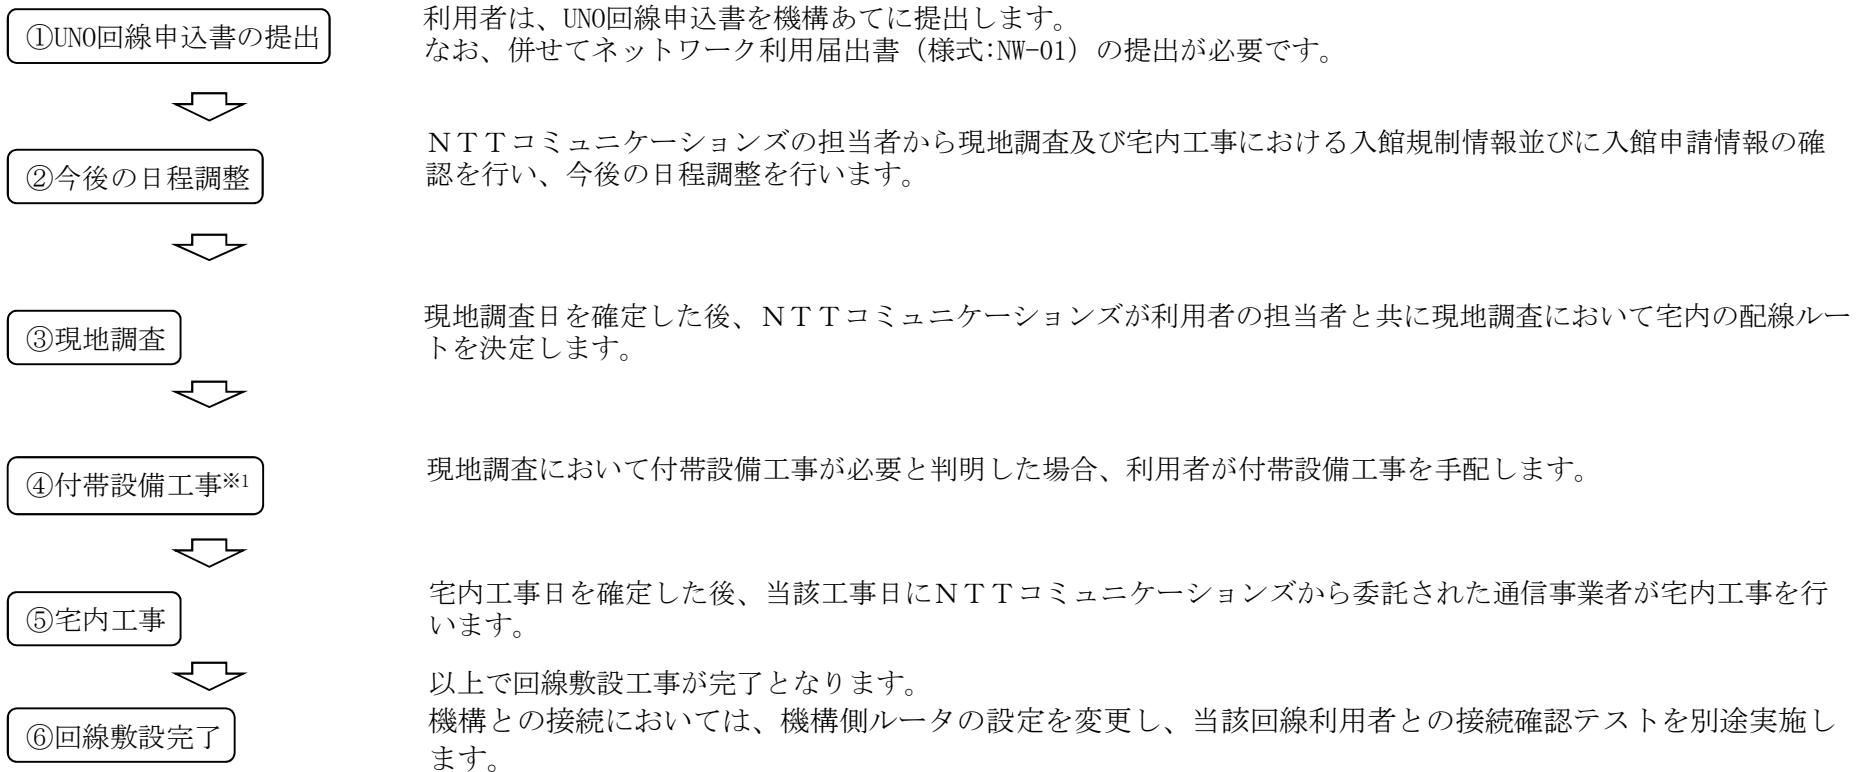 ①UNO回線申込書の提出
利用者は、UNO回線申込書を機構あてに提出します。
なお、併せてネットワーク利用届出書（様式:NW-01）の提出が必要です。
②今後の日程調整
ＮＴＴコミュニケーションズの担当者から現地調査及び宅内工事における入館規制情報並びに入館申請情報の確
認を行い、今後の日程調整を行います。
③現地調査
現地調査日を確定した後、ＮＴＴコミュニケーションズが利用者の担当者と共に現地調査において宅内の配線ルー
トを決定します。
④付帯設備工事※1
現地調査において付帯設備工事が必要と判明した場合、利用者が付帯設備工事を手配します。
⑤宅内工事
宅内工事日を確定した後、当該工事日にＮＴＴコミュニケーションズから委託された通信事業者が宅内工事を行
います。
⑥回線敷設完了
以上で回線敷設工事が完了となります。
機構との接続においては、機構側ルータの設定を変更し、当該回線利用者との接続確認テストを別途実施し
ます。